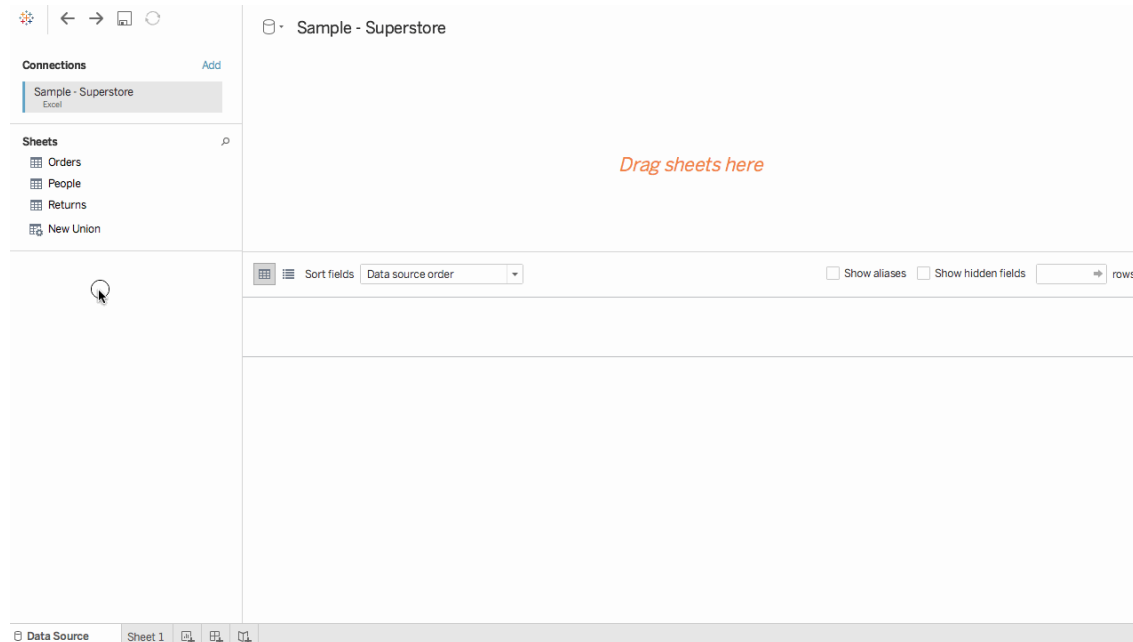 Sample - Superstore
Connections Add
Sample - Superstore
Excel
Sheets
Orders
People
Returns
New Union
Drag sheets here
Sort fields Data source order Show aliases Show hidden fields rows
Data Source Sheet 1